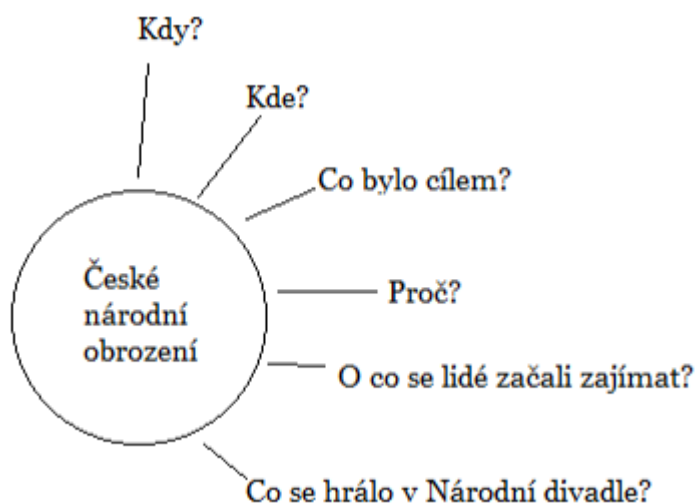 Kdy?
Kde?
Co bylo cílem?
České
národní
obrození
Proč?
O co se lidé začali zajímat?
Co se hrálo v Národní divadle?